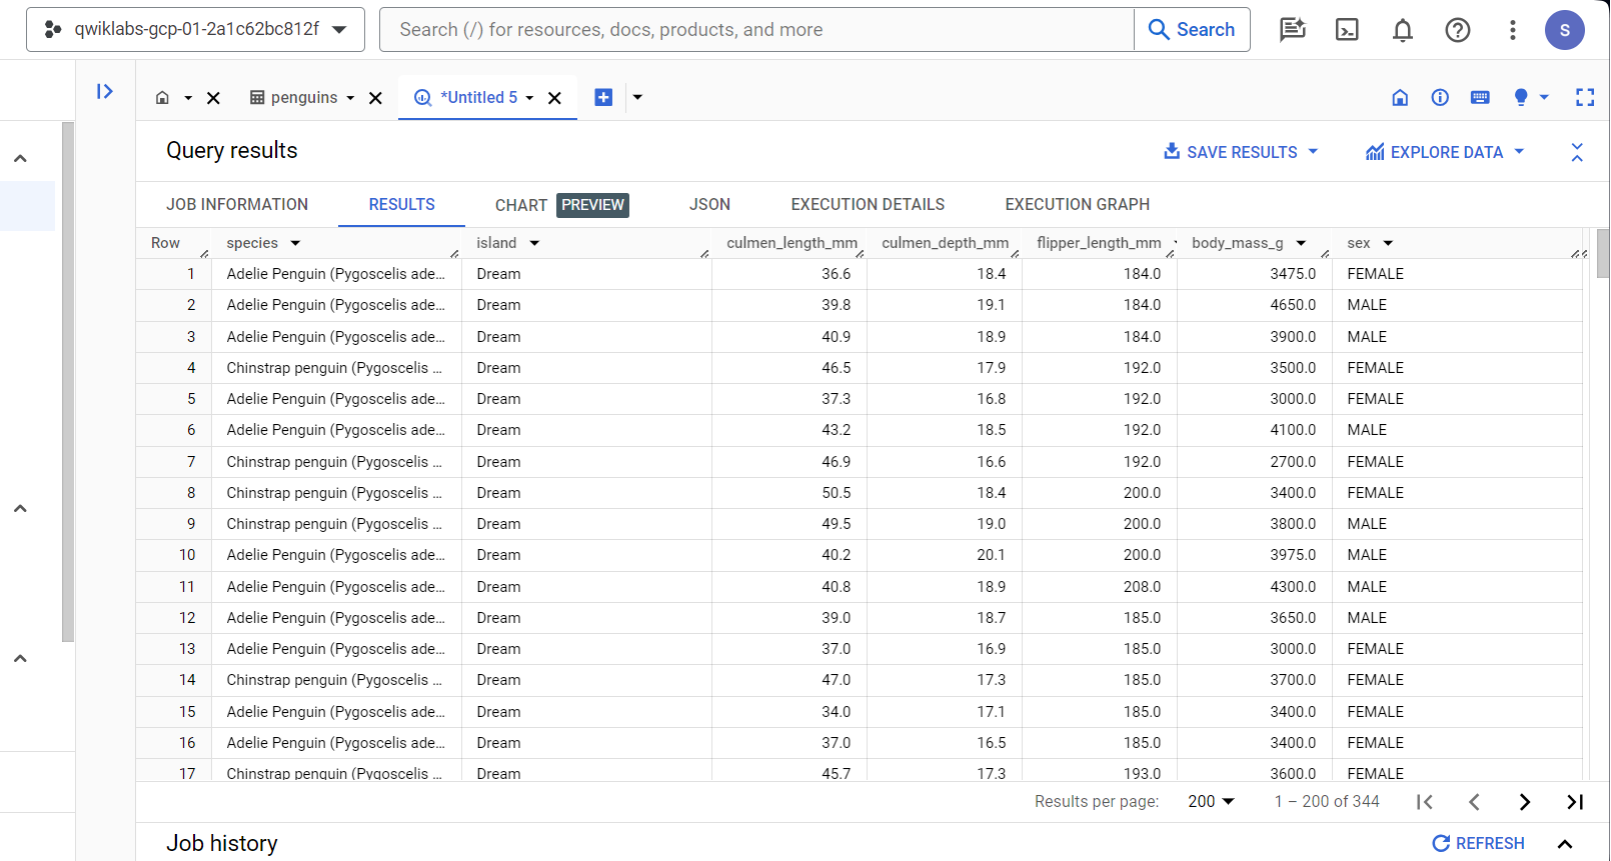 qwiklabs-gcp-01-2a1c62bc812f Search (/) for resources, docs, products, and more Search S
penguins *Untitled 5
Query results SAVE RESULTS EXPLORE DATA
JOB INFORMATION RESULTS CHART PREVIEW JSON EXECUTION DETAILS EXECUTION GRAPH
Row species island culmen_length_mm culmen_depth_mm flipper_length_mm body_mass_g sex
1 Adelie Penguin (Pygoscelis ade... Dream 36.6 18.4 184.0 3475.0 FEMALE
2 Adelie Penguin (Pygoscelis ade... Dream 39.8 19.1 184.0 4650.0 MALE
3 Adelie Penguin (Pygoscelis ade... Dream 40.9 18.9 184.0 3900.0 MALE
4 Chinstrap penguin (Pygoscelis ... Dream 46.5 17.9 192.0 3500.0 FEMALE
5 Adelie Penguin (Pygoscelis ade... Dream 37.3 16.8 192.0 3000.0 FEMALE
6 Adelie Penguin (Pygoscelis ade... Dream 43.2 18.5 192.0 4100.0 MALE
7 Chinstrap penguin (Pygoscelis ... Dream 46.9 16.6 192.0 2700.0 FEMALE
8 Chinstrap penguin (Pygoscelis ... Dream 50.5 18.4 200.0 3400.0 FEMALE
9 Chinstrap penguin (Pygoscelis ... Dream 49.5 19.0 200.0 3800.0 MALE
10 Adelie Penguin (Pygoscelis ade... Dream 40.2 20.1 200.0 3975.0 MALE
11 Adelie Penguin (Pygoscelis ade... Dream 40.8 18.9 208.0 4300.0 MALE
12 Adelie Penguin (Pygoscelis ade... Dream 39.0 18.7 185.0 3650.0 MALE
13 Adelie Penguin (Pygoscelis ade... Dream 37.0 16.9 185.0 3000.0 FEMALE
14 Chinstrap penguin (Pygoscelis ... Dream 47.0 17.3 185.0 3700.0 FEMALE
15 Adelie Penguin (Pygoscelis ade... Dream 34.0 17.1 185.0 3400.0 FEMALE
16 Adelie Penguin (Pygoscelis ade... Dream 37.0 16.5 185.0 3400.0 FEMALE
17 Chinstrap penguin (Pygoscelis ... Dream 45.7 17.3 193.0 3600.0 FEMALE
Results per page: 200 1 – 200 of 344
Job history REFRESH